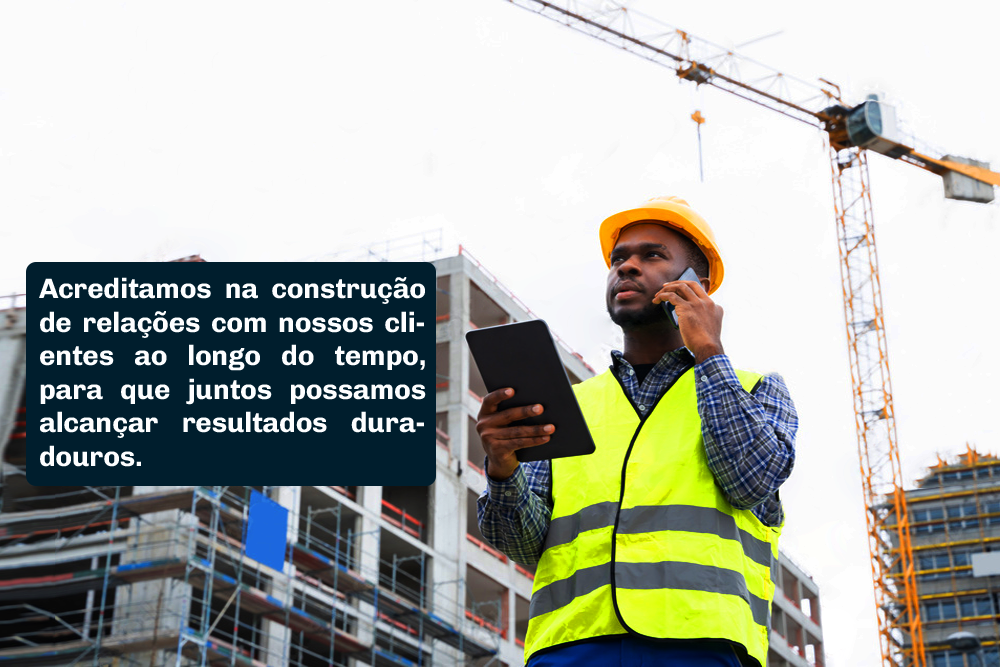 Acreditamos na construção
de relações com nossos cli-
entes ao longo do tempo,
para que juntos possamos
alcançar resultados dura-
douros.